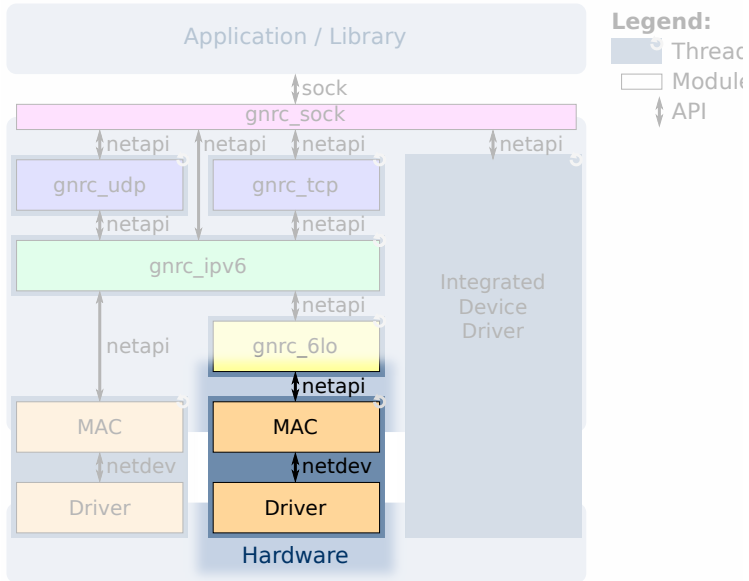 Legend:
Application / Library
Thread
sock
Module
gnrc_sock
API
netapi netapi netapi netapi
gnrc_udp gnrc_tcp
netapi netapi
gnrc_ipv6
netapi
Integrated
Device
Driver
netapi
gnrc_6lo
netapi
MAC MAC
netdev netdev
Driver Driver
Hardware